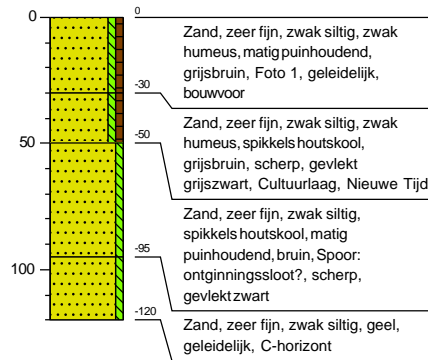 0
0
Zand, zeer fijn, zwak siltig, zwak
humeus, matig puinhoudend,
grijsbruin, Foto 1, geleidelijk,
bouwvoor
-30
50
-50
Zand, zeer fijn, zwak siltig, zwak
humeus, spikkels houtskool,
grijsbruin, scherp, gevlekt
grijszwart, Cultuurlaag, Nieuwe Tijd
Zand, zeer fijn, zwak siltig,
spikkels houtskool, matig
puinhoudend, bruin, Spoor:
ontginningssloot?, scherp,
gevlekt zwart
-95
100
-120
Zand, zeer fijn, zwak siltig, geel,
geleidelijk, C-horizont